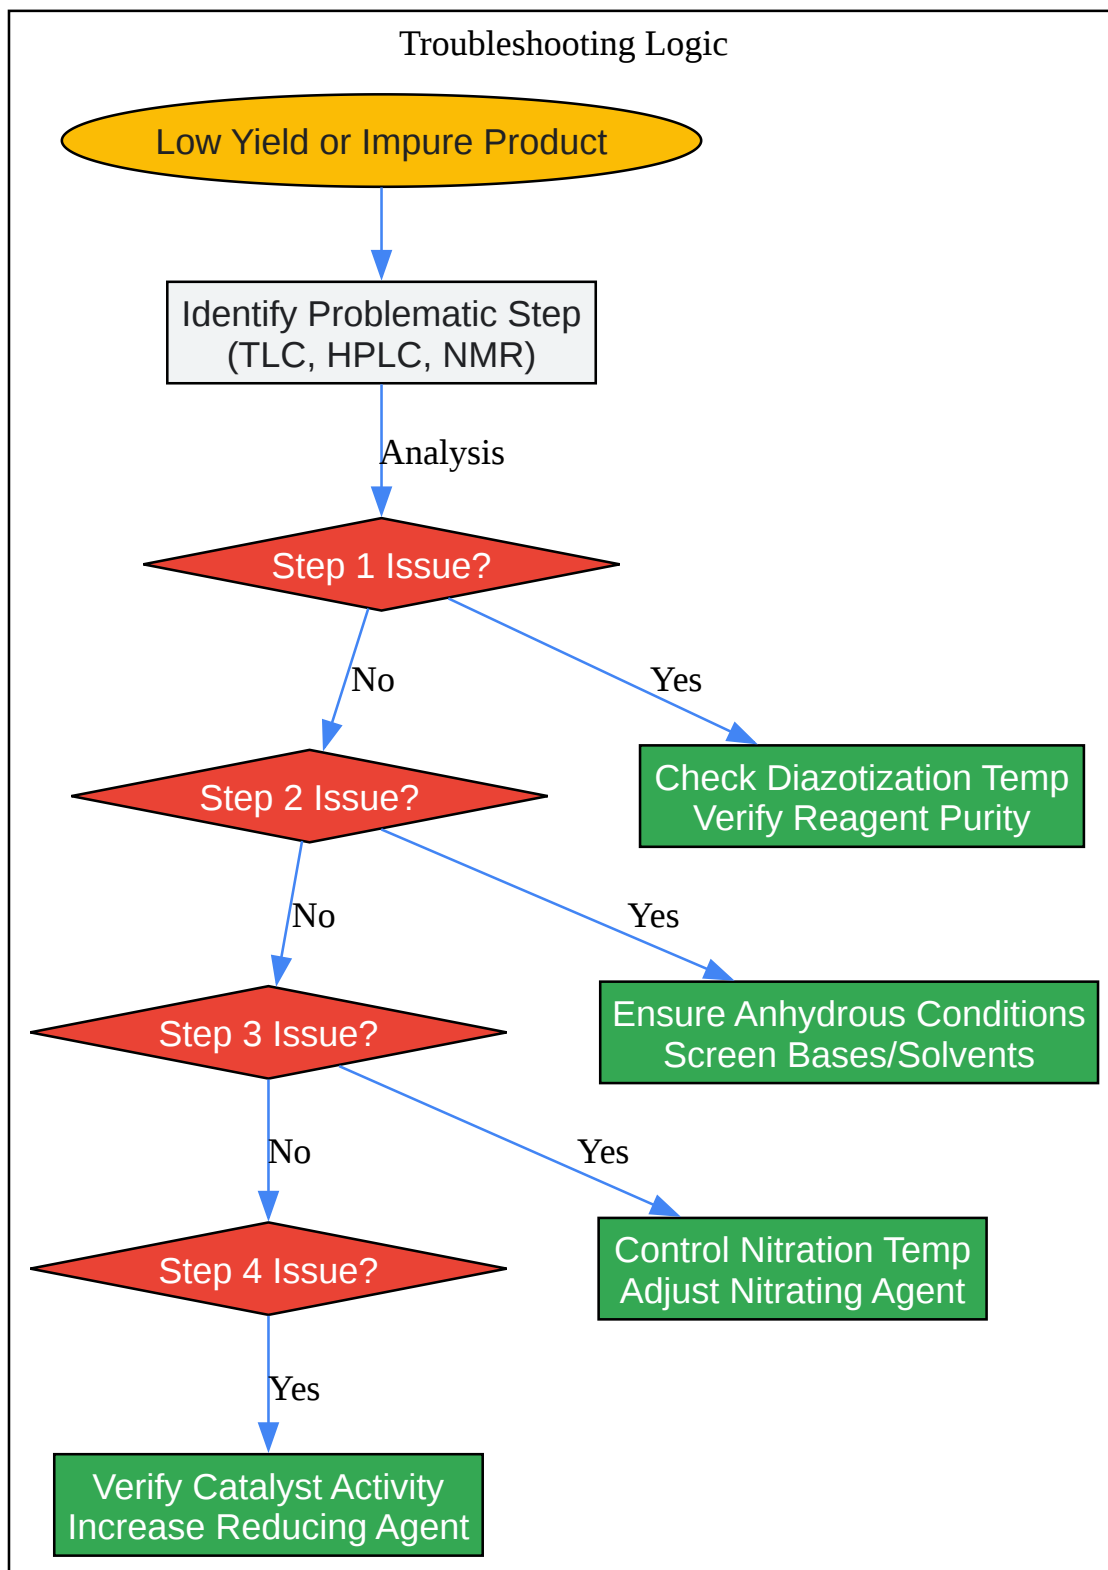 Troubleshooting Logic
Low Yield or Impure Product
Identify Problematic Step
(TLC, HPLC, NMR)
Analysis
Step 1 Issue?
No
Yes
Check Diazotization Temp
Verify Reagent Purity
Step 2 Issue?
No
Yes
Ensure Anhydrous Conditions
Screen Bases/Solvents
Step 3 Issue?
No
Yes
Control Nitration Temp
Adjust Nitrating Agent
Step 4 Issue?
Yes
Verify Catalyst Activity
Increase Reducing Agent